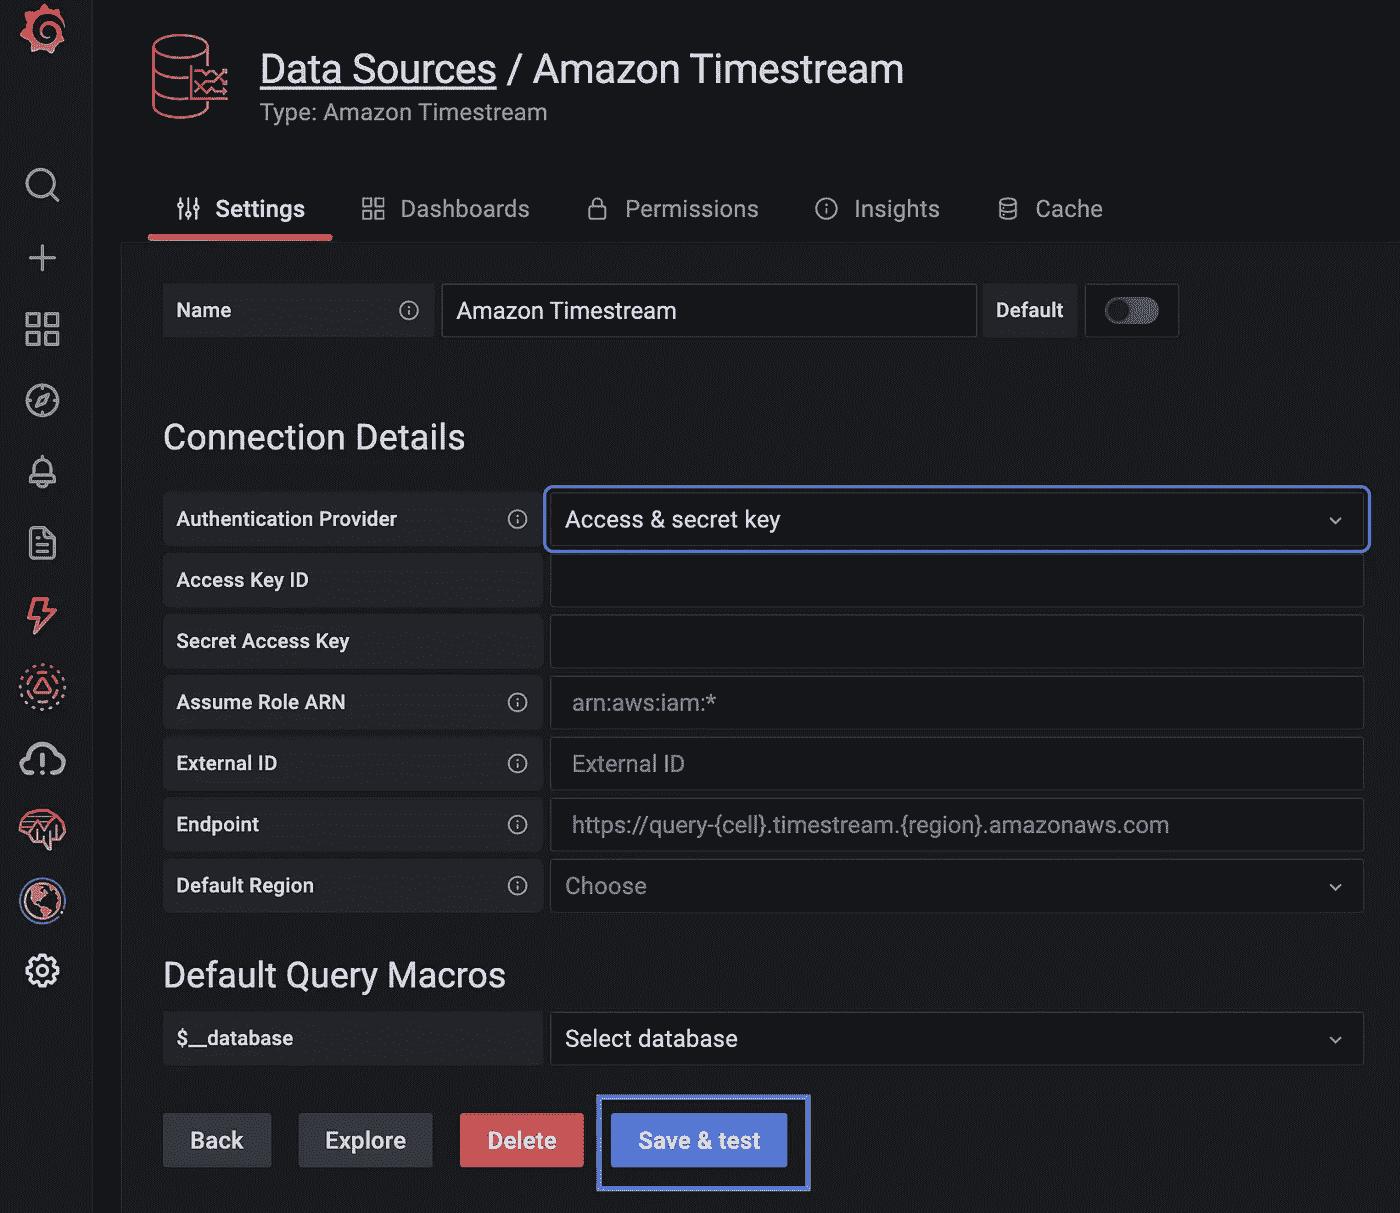 Data Sources / Amazon Timestream
Type: Amazon Timestream
Settings Dashboards Permissions Insights Cache
Name Amazon Timestream Default
Connection Details
Authentication Provider Access & secret key
Access Key ID
Secret Access Key
Assume Role ARN arn:aws:iam:*
External ID External ID
Endpoint https://query-{cell}.timestream.{region}.amazonaws.com
Default Region Choose
Default Query Macros
$__database Select database
Back Explore Delete Save & test